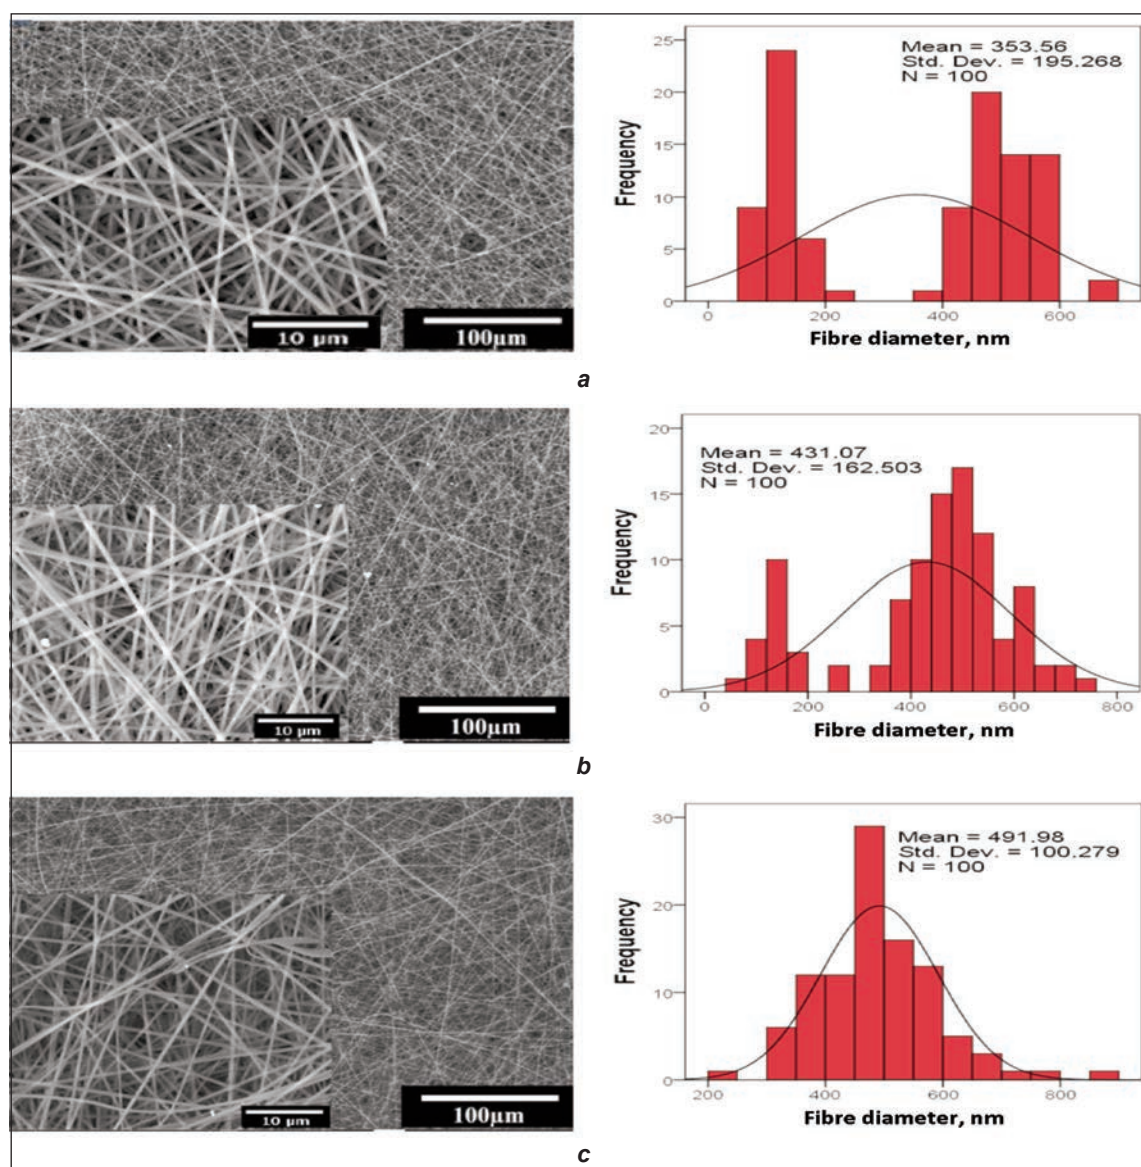 10 µm
100µm
25
20
15
10
5
0
Frequency
Mean = 353.56
Std. Dev. = 195.268
N = 100
0 200 400 600
Fibre diameter, nm
a
10 µm
100µm
20
15
10
5
0
Frequency
Mean = 431.07
Std. Dev. = 162.503
N = 100
0 200 400 600 800
Fibre diameter, nm
b
10 µm
100µm
30
20
10
0
Frequency
Mean = 491.98
Std. Dev. = 100.279
N = 100
200 400 600 800
Fibre diameter, nm
c